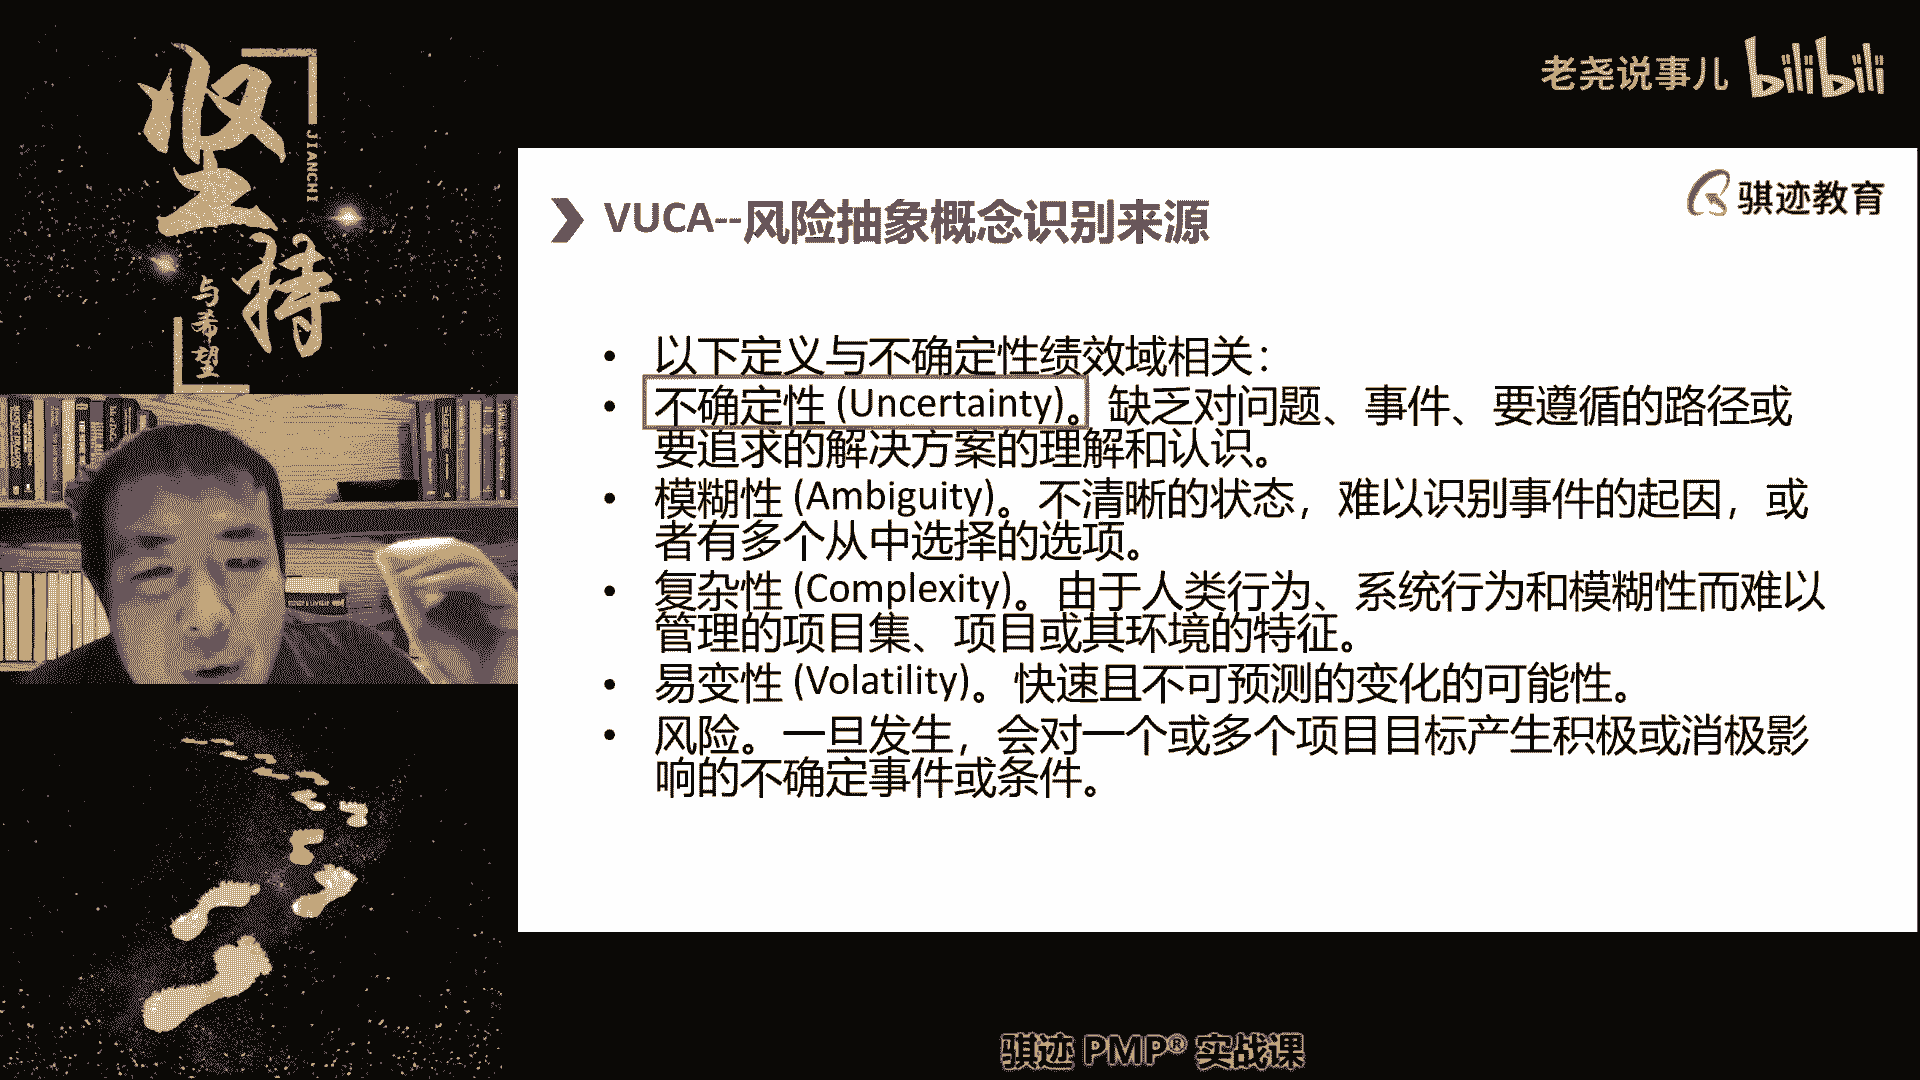 坚持
JIANCHI
与希望
老尧说事儿 bilibili
骐迹教育
VUCA--风险抽象概念识别来源
• 以下定义与不确定性绩效域相关：
• 不确定性 (Uncertainty)。缺乏对问题、事件、要遵循的路径或
要追求的解决方案的理解和认识。
• 模糊性 (Ambiguity)。不清晰的状态，难以识别事件的起因，或
者有多个从中选择的选项。
• 复杂性 (Complexity)。由于人类行为、系统行为和模糊性而难以
管理的项目集、项目或其环境的特征。
• 易变性 (Volatility)。快速且不可预测的变化的可能性。
• 风险。一旦发生，会对一个或多个项目目标产生积极或消极影
响的不确定事件或条件。
骐迹 PMP® 实战课